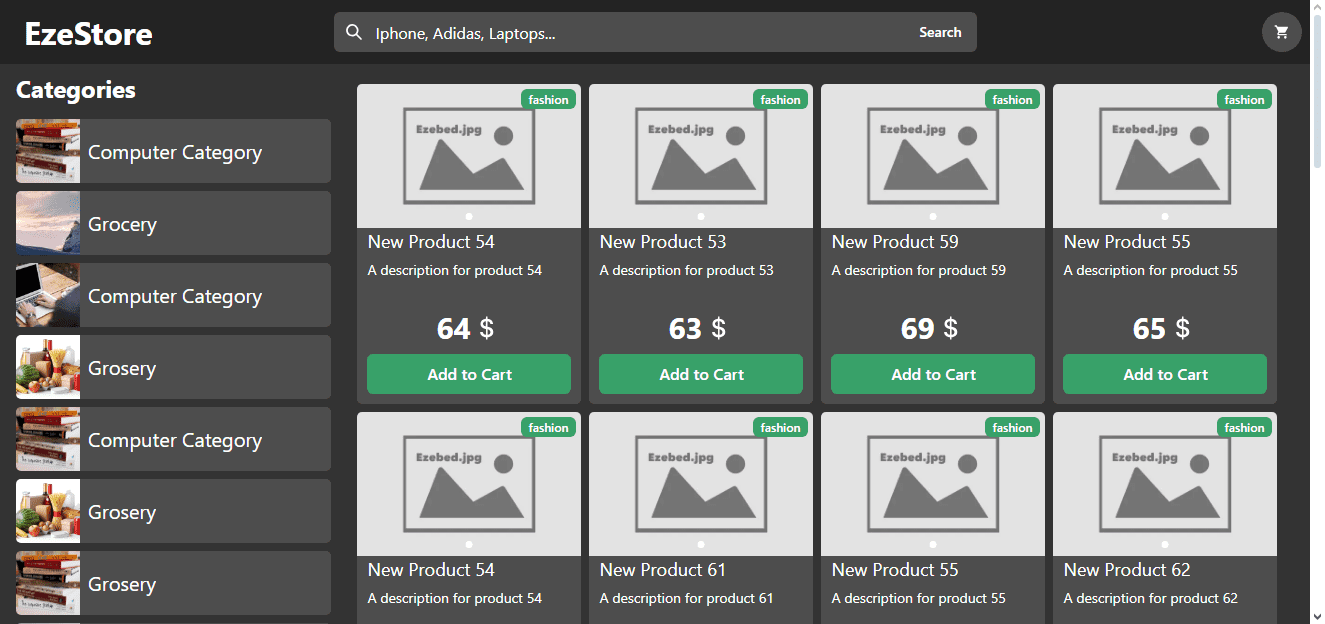 EzeStore
Iphone, Adidas, Laptops...
Search
Categories
Computer Category
Grocery
Computer Category
Grosery
Computer Category
Grosery
Grosery
fashion
fashion
fashion
fashion
Ezebed.jpg
Ezebed.jpg
Ezebed.jpg
Ezebed.jpg
New Product 54
New Product 53
New Product 59
New Product 55
A description for product 54
A description for product 53
A description for product 59
A description for product 55
64 $
63 $
69 $
65 $
Add to Cart
Add to Cart
Add to Cart
Add to Cart
fashion
fashion
fashion
fashion
Ezebed.jpg
Ezebed.jpg
Ezebed.jpg
Ezebed.jpg
New Product 54
New Product 61
New Product 55
New Product 62
A description for product 54
A description for product 61
A description for product 55
A description for product 62